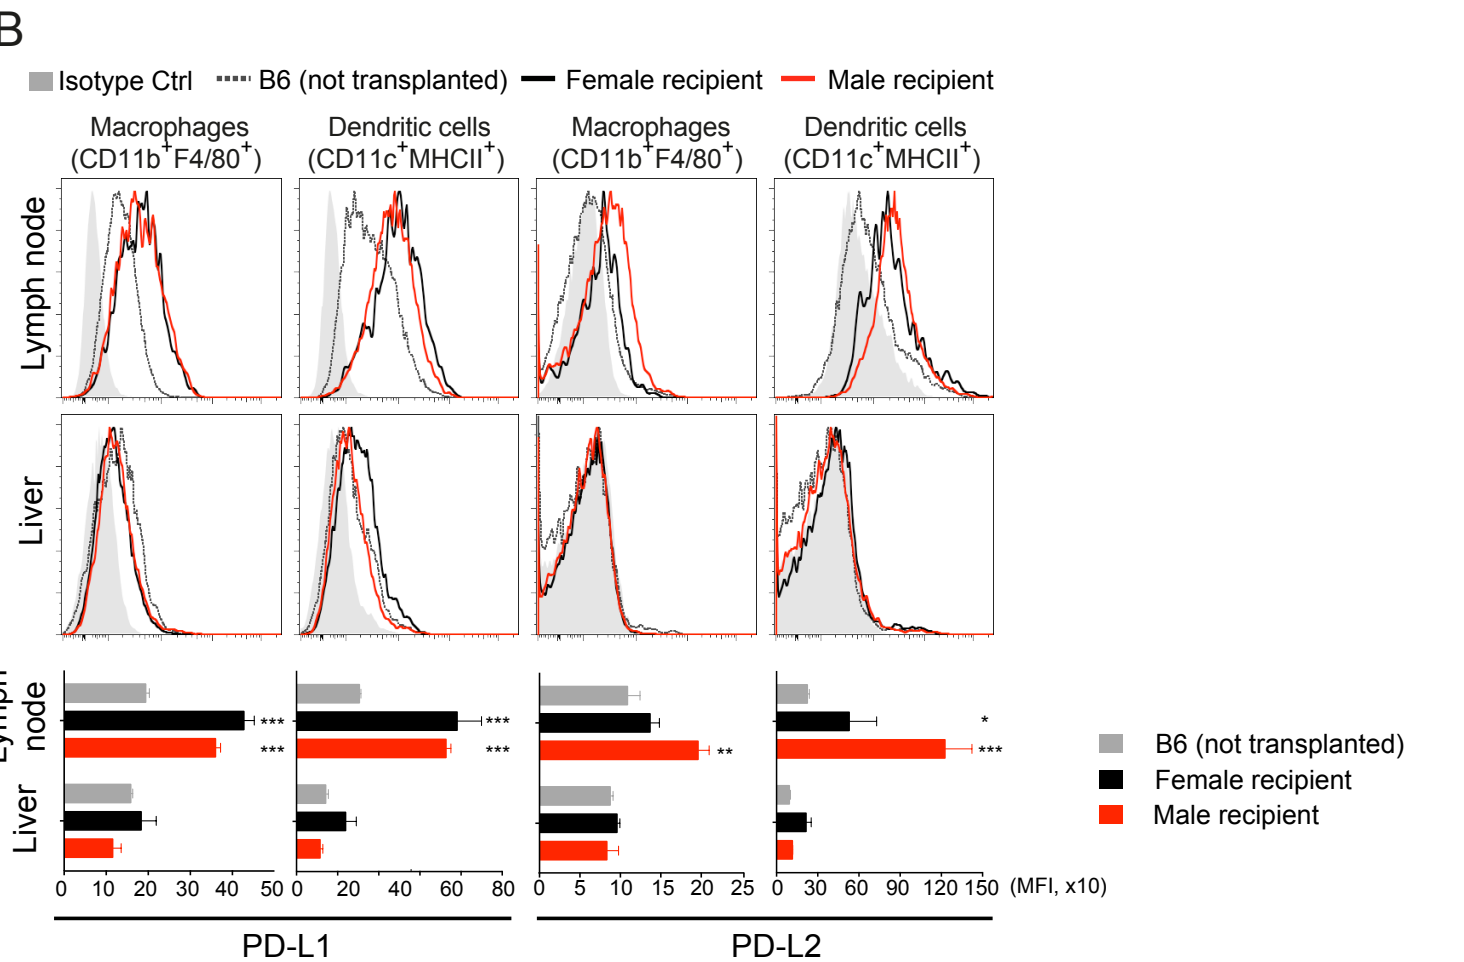 B
Isotype Ctrl B6 (not transplanted) Female recipient Male recipient
Macrophages Dendritic cells Macrophages Dendritic cells
(CD11b+F4/80+) (CD11c+MHCII+) (CD11b+F4/80+) (CD11c+MHCII+)
Lymph node
Liver
Lymph
node
*** *** *
*** *** ** ***
Liver
B6 (not transplanted)
Female recipient
Male recipient
0 10 20 30 40 50 0 20 40 60 80 0 5 10 15 20 25 0 30 60 90 120 150 (MFI, x10)
PD-L1 PD-L2